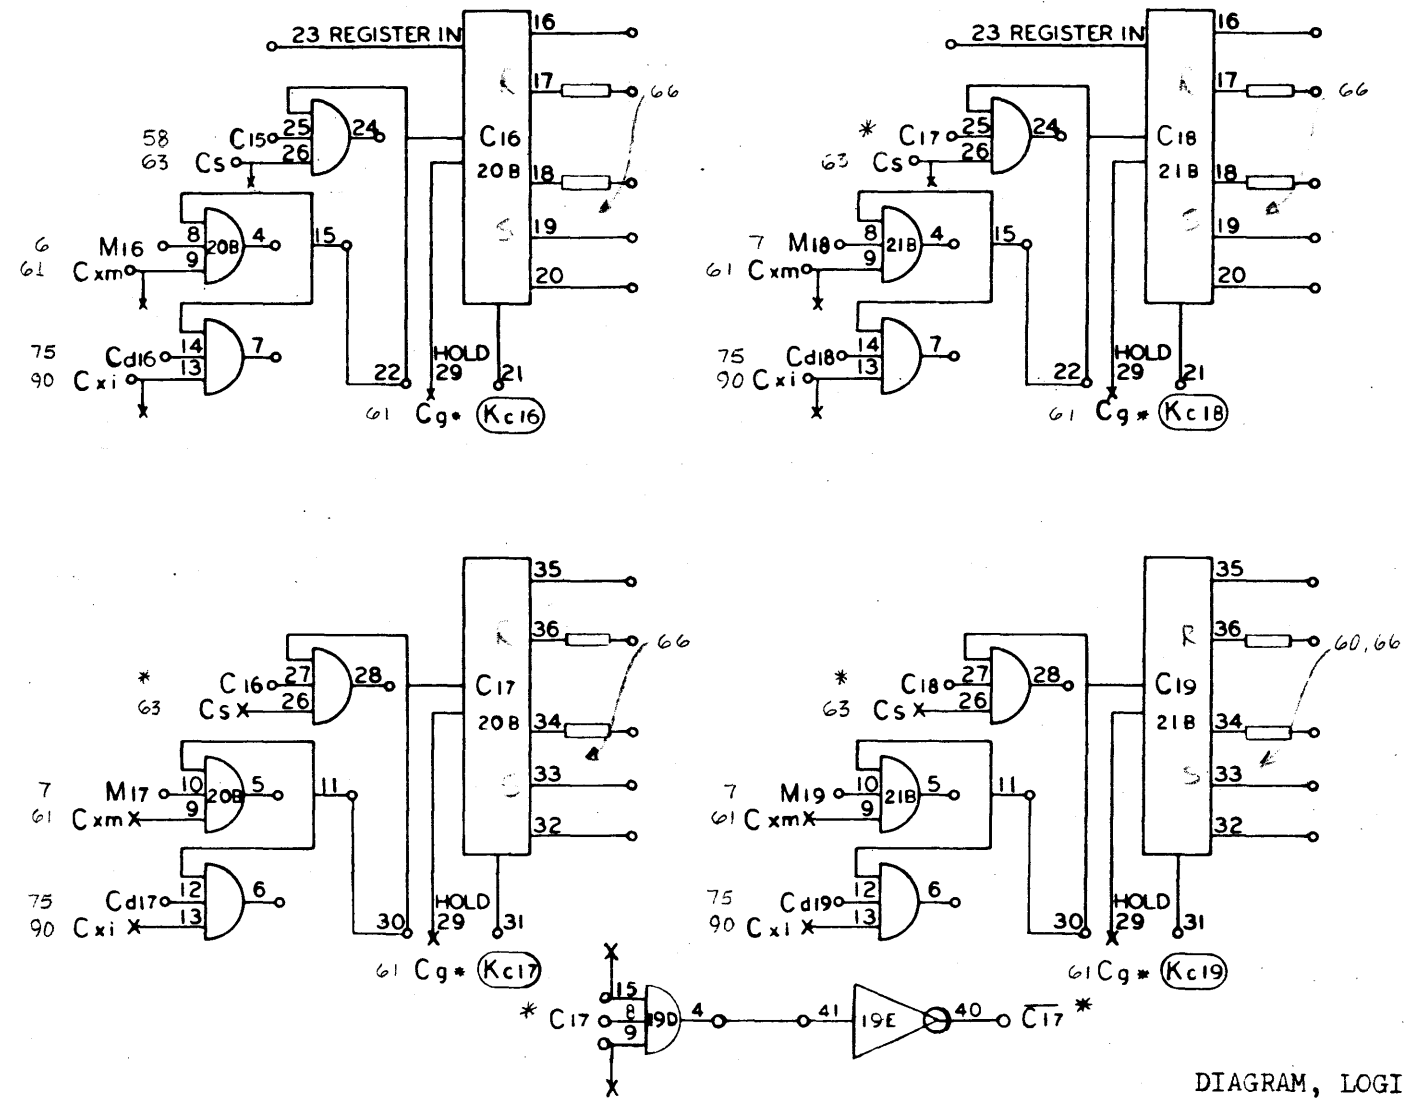 23 REGISTER IN
16
17
66
58
C15
25
24
C16
63
Cs
26
20B
18
R
S
6
M16
8
20B
4
15
19
61
Cxm
9
20
75
Cd16
14
7
HOLD
90
Cxi
13
22
29
21
61
Cg*
Kc16
23 REGISTER IN
16
17
66
*
C17
25
24
C18
63
Cs
26
21B
18
R
S
7
M18
8
21B
4
15
19
61
Cxm
9
20
75
Cd18
14
7
HOLD
90
Cxi
13
22
29
21
61
Cg*
Kc18
35
R
36
66
*
C16
27
28
C17
63
Cs
26
20B
34
S
7
M17
10
20B
5
11
33
61
Cxm
9
32
75
Cd17
12
6
HOLD
90
Cxi
13
30
29
31
61
Cg*
Kc17
35
R
36
60,66
*
C18
27
28
C19
63
Cs
26
21B
34
S
7
M19
10
21B
5
11
33
61
Cxm
9
32
75
Cd19
12
6
HOLD
90
Cxi
13
30
29
31
61
Cg*
Kc19
15
* C17
8
19D
4
41
19E
40
C̅1̅7̅ *
9
DIAGRAM, LOGI